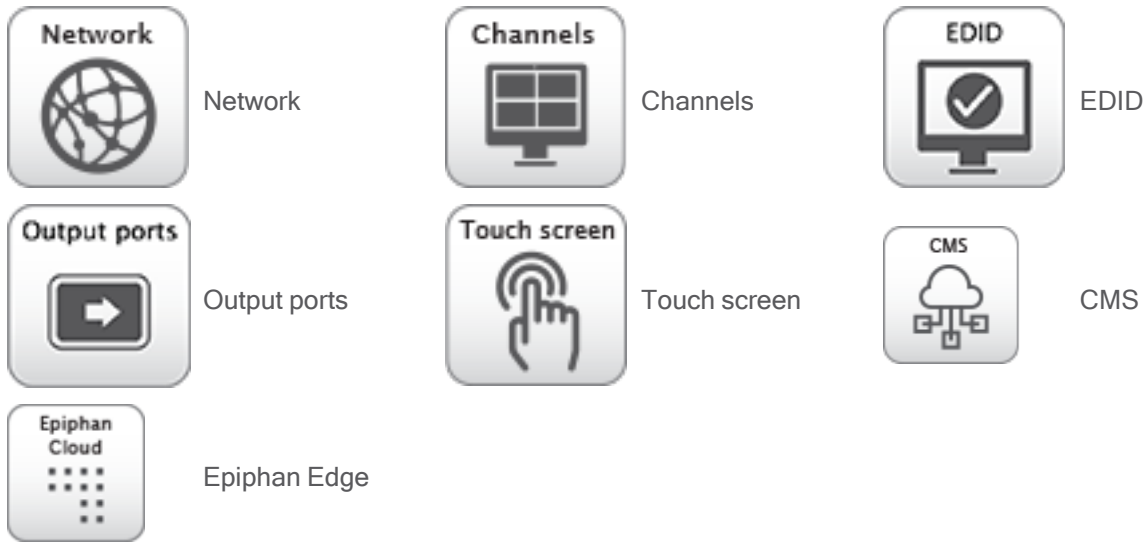 Network
Network
Channels
Channels
EDID
EDID
Output ports
Output ports
Touch screen
Touch screen
CMS
CMS
Epiphan
Cloud
Epiphan Edge